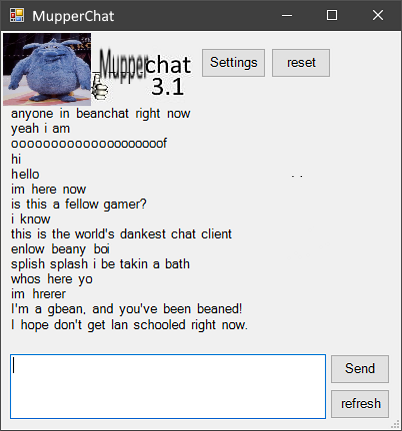 MupperChat
Mupperchat
3.1
Settings
reset
anyone in beanchat right now
yeah i am
ooooooooooooooooooof
hi
hello
. .
im here now
is this a fellow gamer?
i know
this is the world's dankest chat client
enlow beany boi
splish splash i be takin a bath
whos here yo
im hrerer
I'm a gbean, and you've been beaned!
I hope don't get lan schooled right now.
Send
refresh